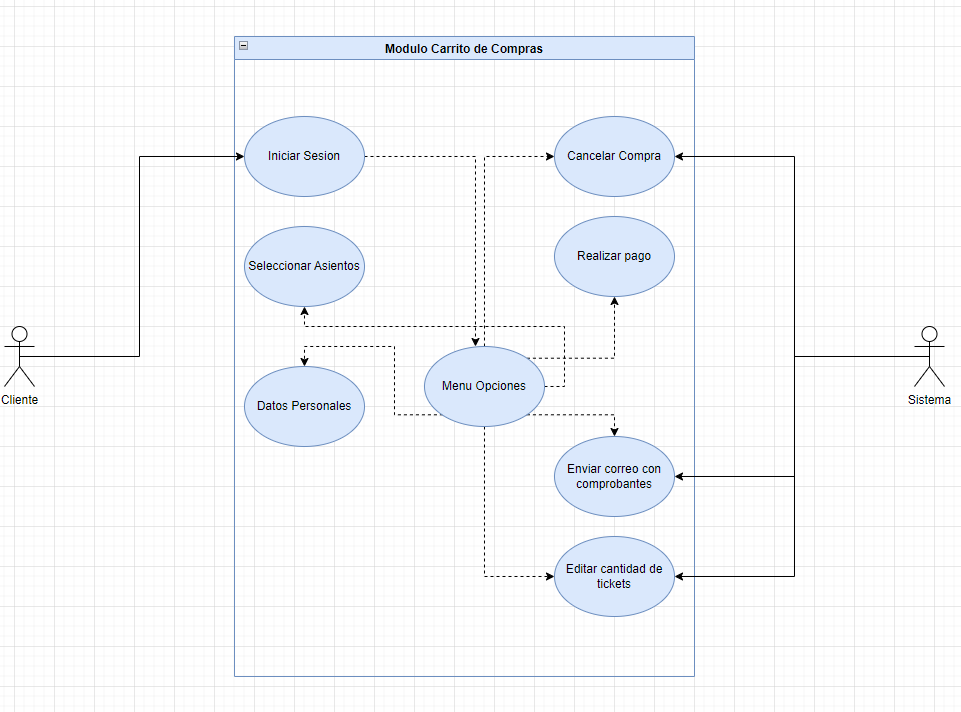 Modulo Carrito de Compras
Iniciar Sesion
Cancelar Compra
Seleccionar Asientos
Realizar pago
Menu Opciones
Datos Personales
Cliente
Sistema
Enviar correo con
comprobantes
Editar cantidad de
tickets